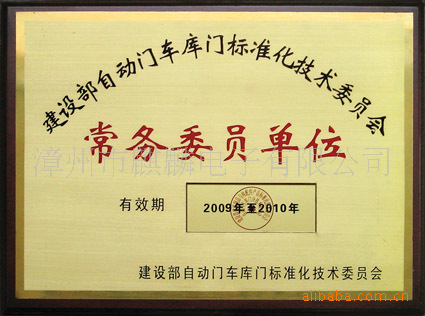 建设部自动门车库门标准化技术委员会
常务委员单位
漳州市麒麟电子有限公司
有效期
2009年至2010年
建设部自动门车库门标准化技术委员会
alibaba.com.cn